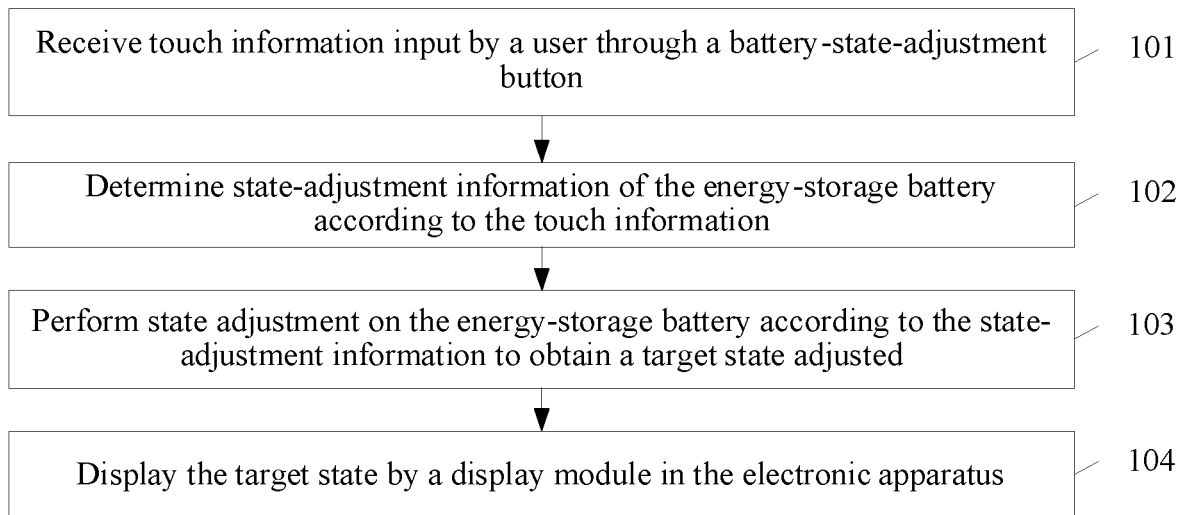 Receive touch information input by a user through a battery-state-adjustment
button
101
Determine state-adjustment information of the energy-storage battery
according to the touch information
102
Perform state adjustment on the energy-storage battery according to the state-
adjustment information to obtain a target state adjusted
103
Display the target state by a display module in the electronic apparatus
104